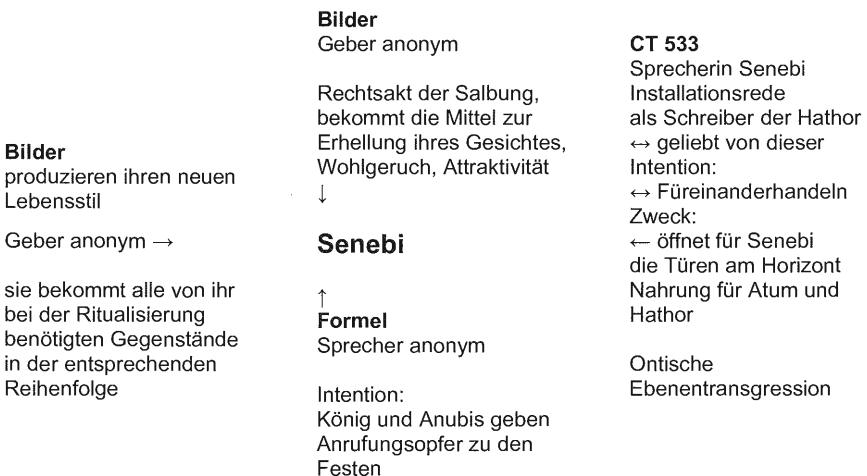 Bilder
produzieren ihren neuen
Lebensstil
Geber anonym →
sie bekommt alle von ihr
bei der Ritualisierung
benötigten Gegenstände
in der entsprechenden
Reihenfolge
Bilder
Geber anonym
Rechtsakt der Salbung,
bekommt die Mittel zur
Erhellung ihres Gesichtes,
Wohlgeruch, Attraktivität
↓
Senebi
↑
Formel
Sprecher anonym
Intention:
König und Anubis geben
Anrufungsopfer zu den
Festen
CT 533
Sprecherin Senebi
Installationsrede
als Schreiber der Hathor
↔ geliebt von dieser
Intention:
↔ Füreinanderhandeln
Zweck:
← öffnet für Senebi
die Türen am Horizont
Nahrung für Atum und
Hathor
Ontische
Ebenentransgression